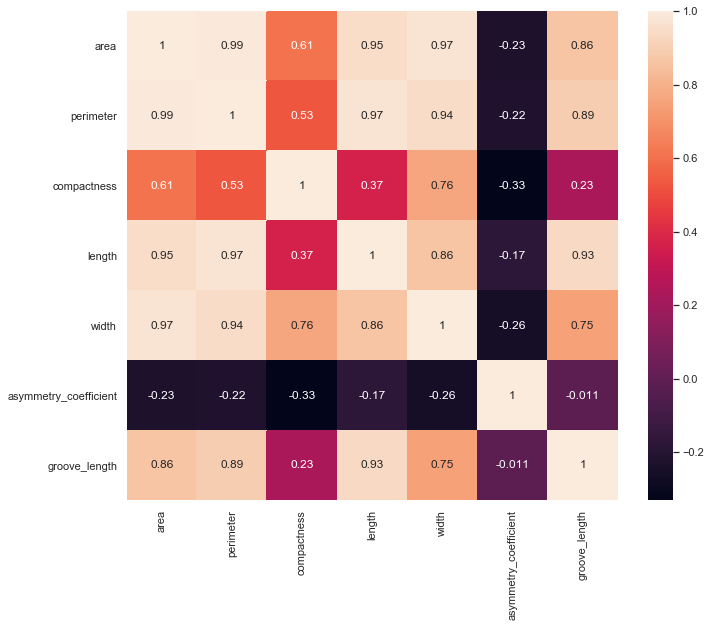 area 1 0.99 0.61 0.95 0.97 -0.23 0.86
perimeter 0.99 1 0.53 0.97 0.94 -0.22 0.89
compactness 0.61 0.53 1 0.37 0.76 -0.33 0.23
length 0.95 0.97 0.37 1 0.86 -0.17 0.93
width 0.97 0.94 0.76 0.86 1 -0.26 0.75
asymmetry_coefficient -0.23 -0.22 -0.33 -0.17 -0.26 1 -0.011
groove_length 0.86 0.89 0.23 0.93 0.75 -0.011 1
area
perimeter
compactness
length
width
asymmetry_coefficient
groove_length
1.0
0.8
0.6
0.4
0.2
0.0
-0.2